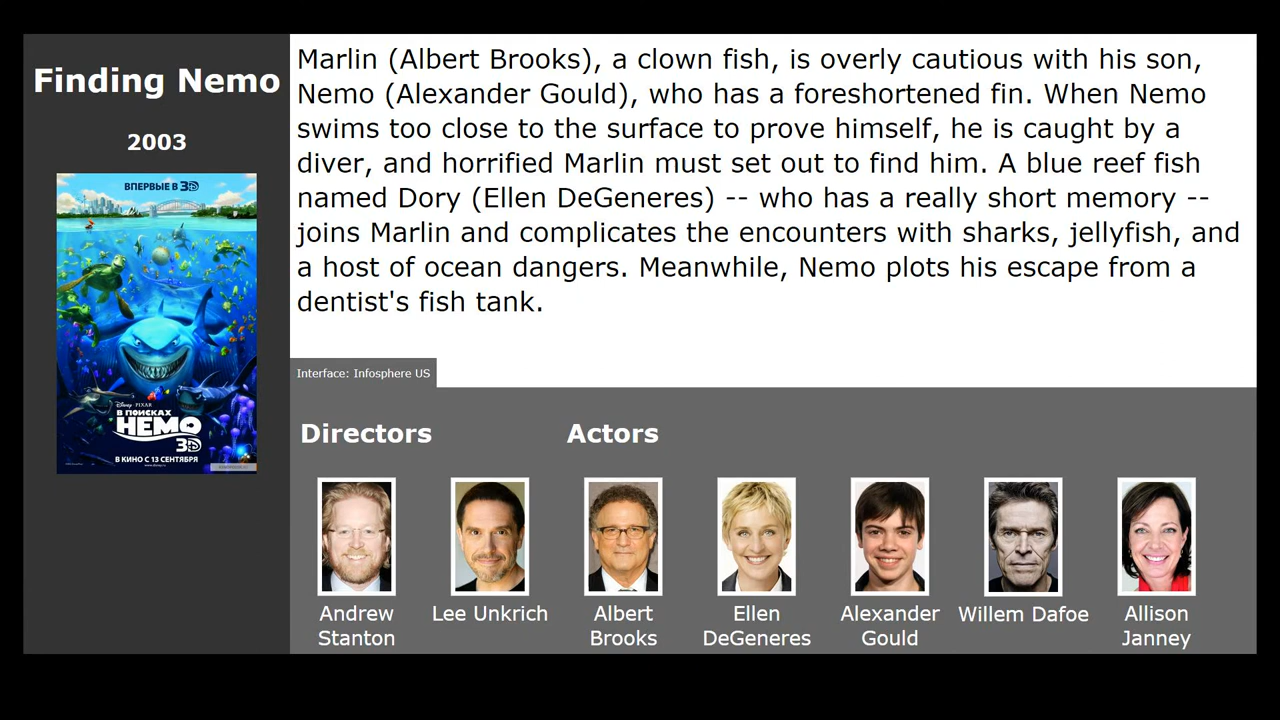 Finding Nemo
2003
ВПЕРВЫЕ В 3D
Disney PIXAR
В ПОИСКАХ
НЕМО
3D
В КИНО С 13 СЕНТЯБРЯ
Marlin (Albert Brooks), a clown fish, is overly cautious with his son,
Nemo (Alexander Gould), who has a foreshortened fin. When Nemo
swims too close to the surface to prove himself, he is caught by a
diver, and horrified Marlin must set out to find him. A blue reef fish
named Dory (Ellen DeGeneres) -- who has a really short memory --
joins Marlin and complicates the encounters with sharks, jellyfish, and
a host of ocean dangers. Meanwhile, Nemo plots his escape from a
dentist's fish tank.
Interface: Infosphere US
Directors
Actors
Andrew
Stanton
Lee Unkrich
Albert
Brooks
Ellen
DeGeneres
Alexander
Gould
Willem Dafoe
Allison
Janney